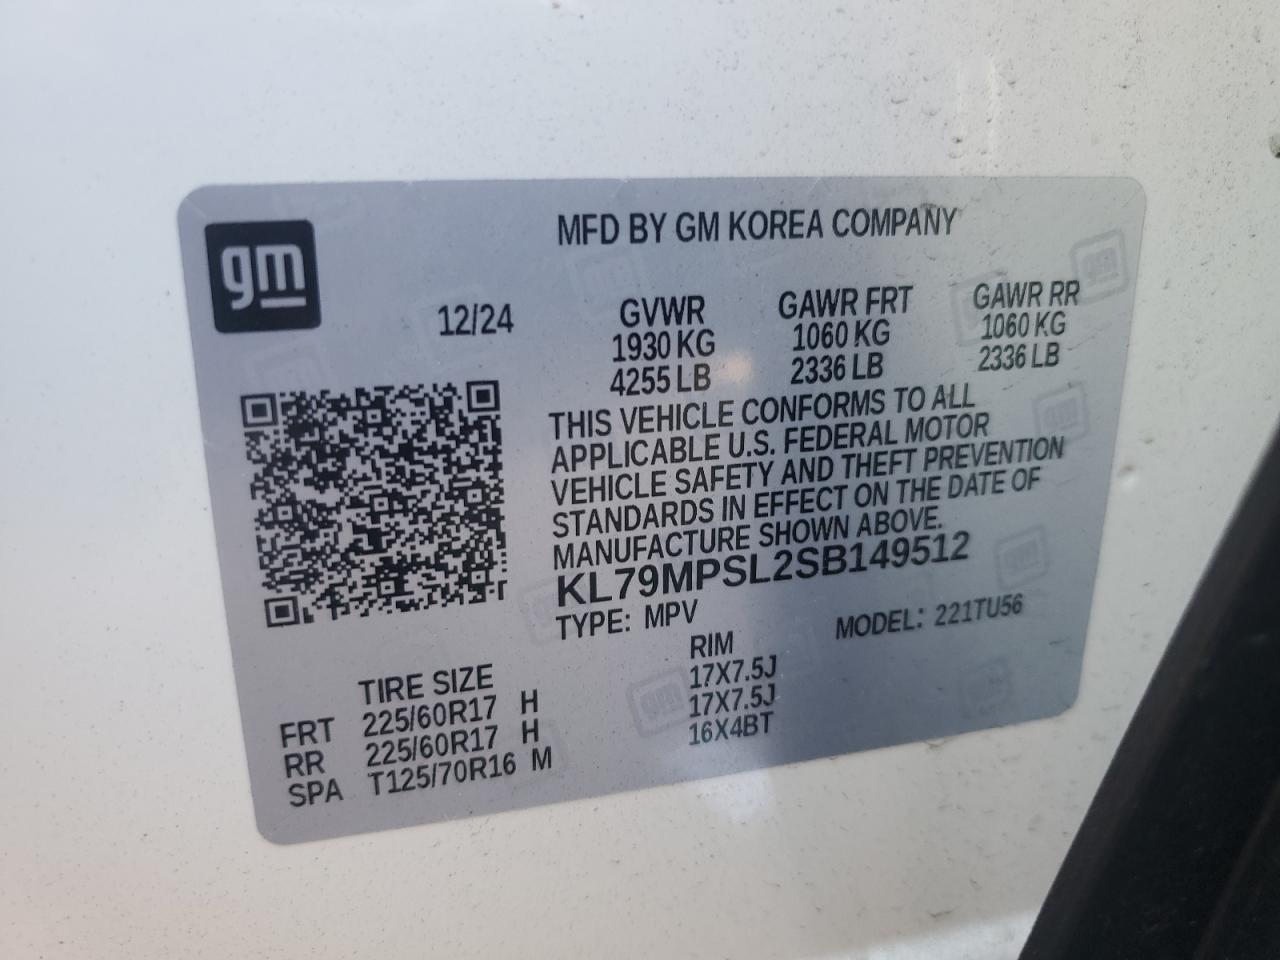 gm
MFD BY GM KOREA COMPANY
12/24
GVWR GAWR FRT GAWR RR
1930 KG 1060 KG 1060 KG
4255 LB 2336 LB 2336 LB
THIS VEHICLE CONFORMS TO ALL
APPLICABLE U.S. FEDERAL MOTOR
VEHICLE SAFETY AND THEFT PREVENTION
STANDARDS IN EFFECT ON THE DATE OF
MANUFACTURE SHOWN ABOVE.
KL79MPSL2SB149512
TYPE: MPV MODEL: 221TU56
TIRE SIZE RIM
FRT 225/60R17 H 17X7.5J
RR 225/60R17 H 17X7.5J
SPA T125/70R16 M 16X4BT